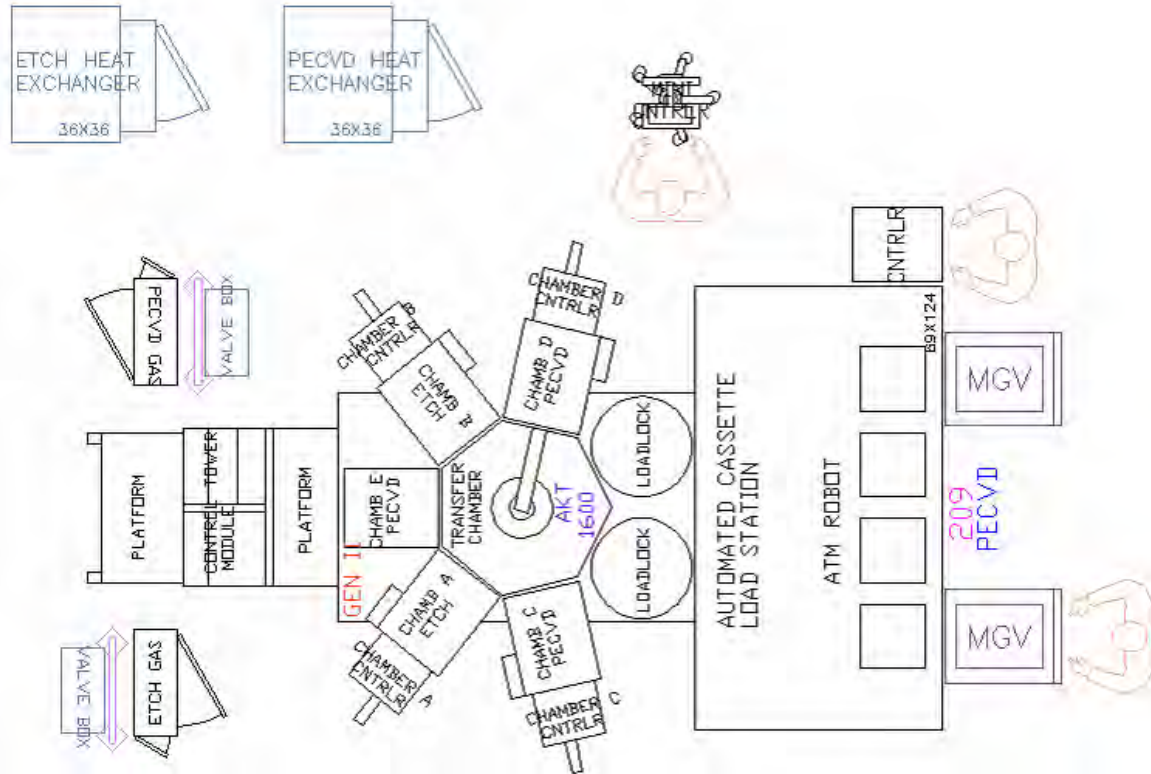 ETCH HEAT
EXCHANGER
36X36
PECVD HEAT
EXCHANGER
36X36
MINI
CNTRLR
CNTRLR
PECVD GAS
VALVE BOX
CHAMBER B
CNTRLR
CHAMB B
ETCH
CHAMBER D
CNTRLR
CHAMB D
PECVD
69X124
MGV
LOADLOCK
PLATFORM
CONTROL TOWER
MODULE
PLATFORM
CHAMB E
PECVD
TRANSFER
CHAMBER
AKT
1600
AUTOMATED CASSETTE
LOAD STATION
ATM ROBOT
209
PECVD
GEN II
LOADLOCK
CHAMB A
ETCH
CHAMBER A
CNTRLR
CHAMB C
PECVD
CHAMBER C
CNTRLR
MGV
VALVE BOX
ETCH GAS